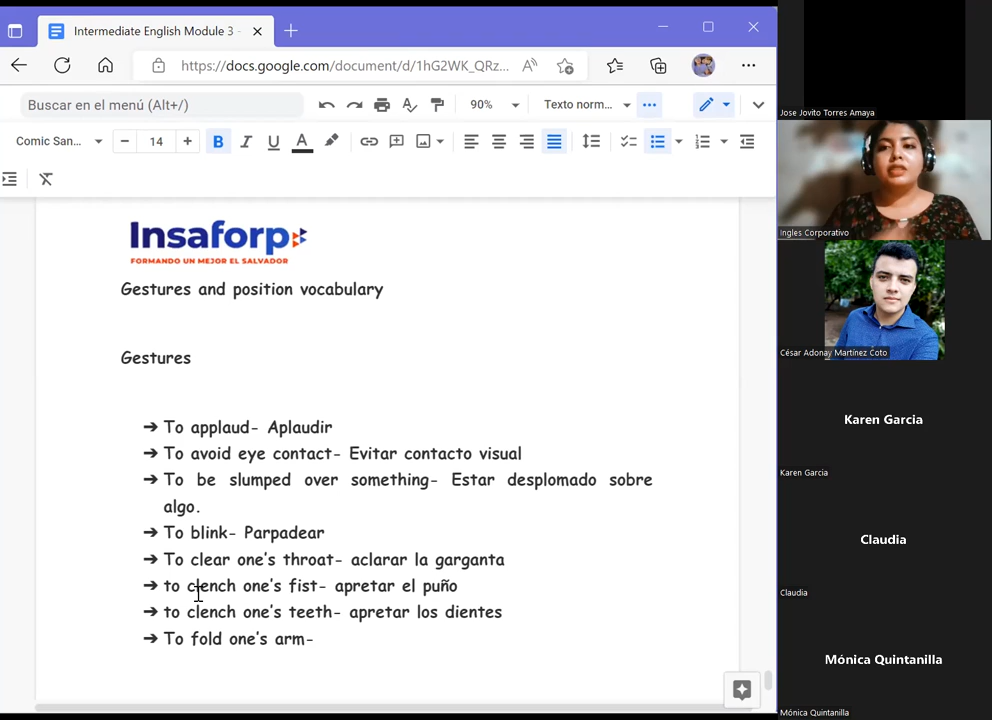 Intermediate English Module 3 -
https://docs.google.com/document/d/1hG2WK_QRz...
Buscar en el menú (Alt+/)
90%
Texto norm...
Comic San...
14
B
I
U
A
Insaforp
FORMANDO UN MEJOR EL SALVADOR
Gestures and position vocabulary
Gestures
➔ To applaud- Aplaudir
➔ To avoid eye contact- Evitar contacto visual
➔ To be slumped over something- Estar desplomado sobre
algo.
➔ To blink- Parpadear
➔ To clear one's throat- aclarar la garganta
➔ to clench one's fist- apretar el puño
➔ to clench one's teeth- apretar los dientes
➔ To fold one's arm-
Jose Jovito Torres Amaya
Ingles Corporativo
César Adonay Martínez Coto
Karen Garcia
Karen Garcia
Claudia
Claudia
Mónica Quintanilla
Mónica Quintanilla